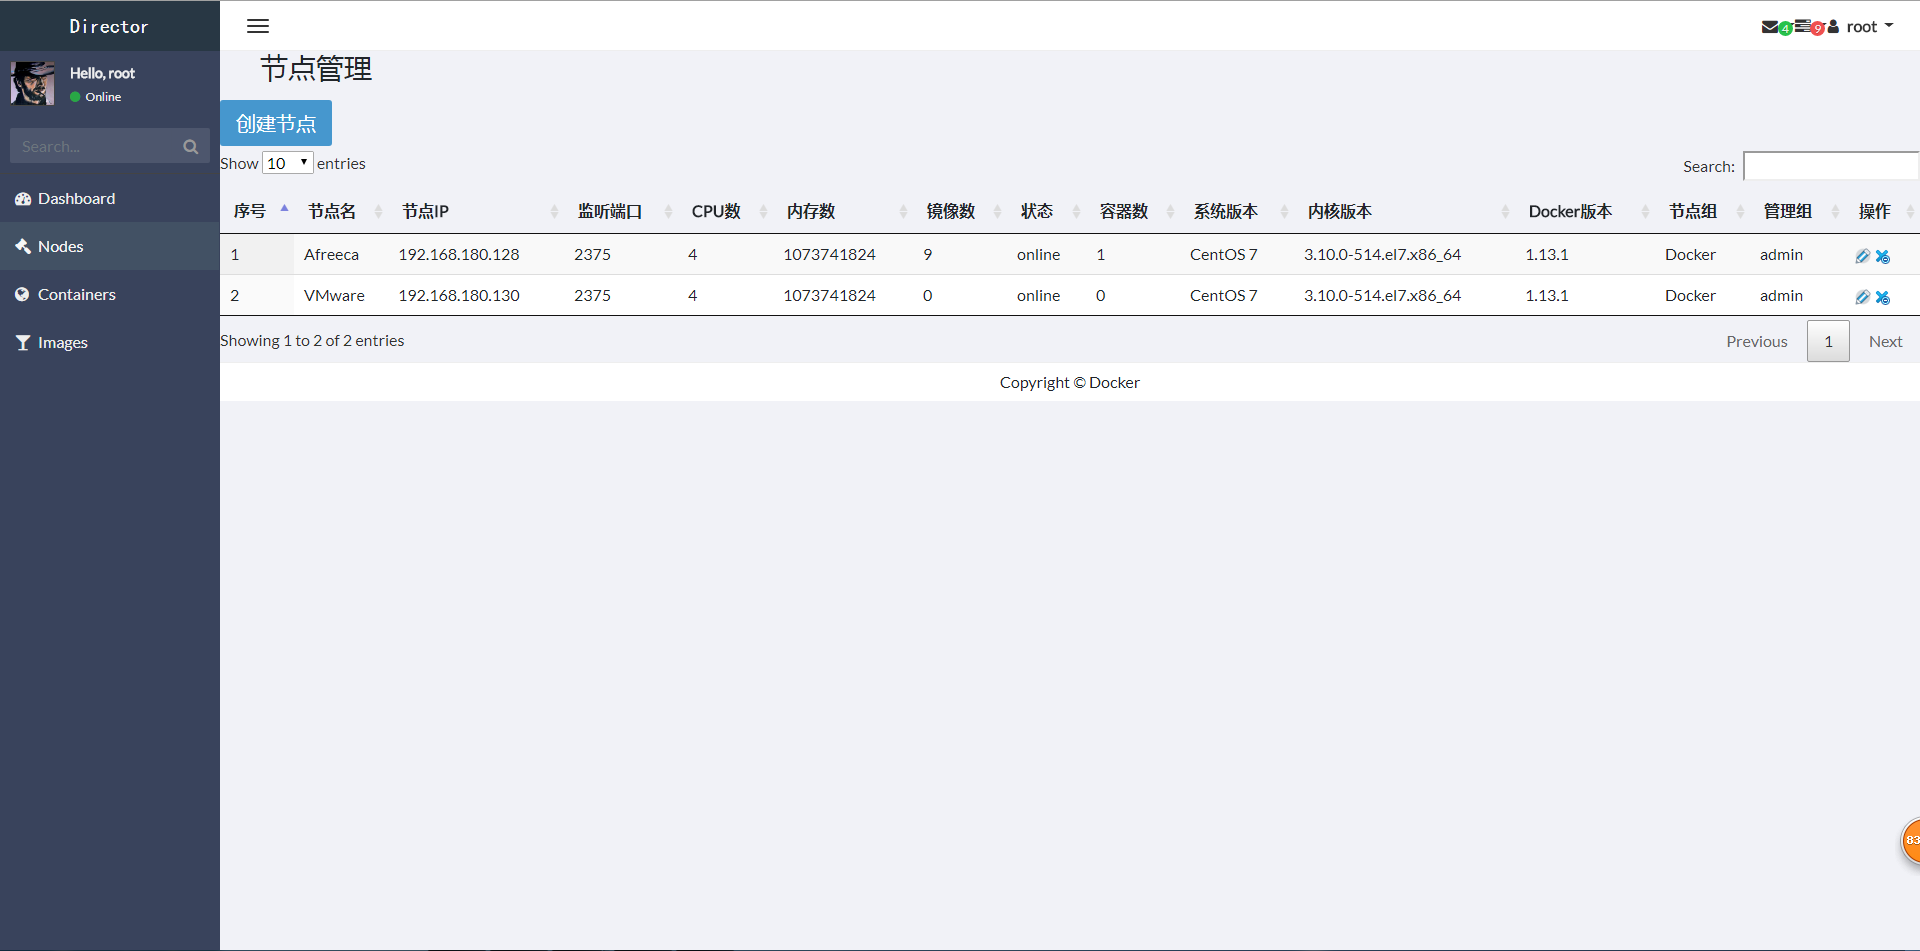 Director
4 9 root
Hello, root
Online
Search...
Dashboard
Nodes
Containers
Images
节点管理
创建节点
Show 10 entries
Search:
序号 节点名 节点IP 监听端口 CPU数 内存数 镜像数 状态 容器数 系统版本 内核版本 Docker版本 节点组 管理组 操作
1 Afreeca 192.168.180.128 2375 4 1073741824 9 online 1 CentOS 7 3.10.0-514.el7.x86_64 1.13.1 Docker admin
2 VMware 192.168.180.130 2375 4 1073741824 0 online 0 CentOS 7 3.10.0-514.el7.x86_64 1.13.1 Docker admin
Showing 1 to 2 of 2 entries
Previous 1 Next
Copyright © Docker
83